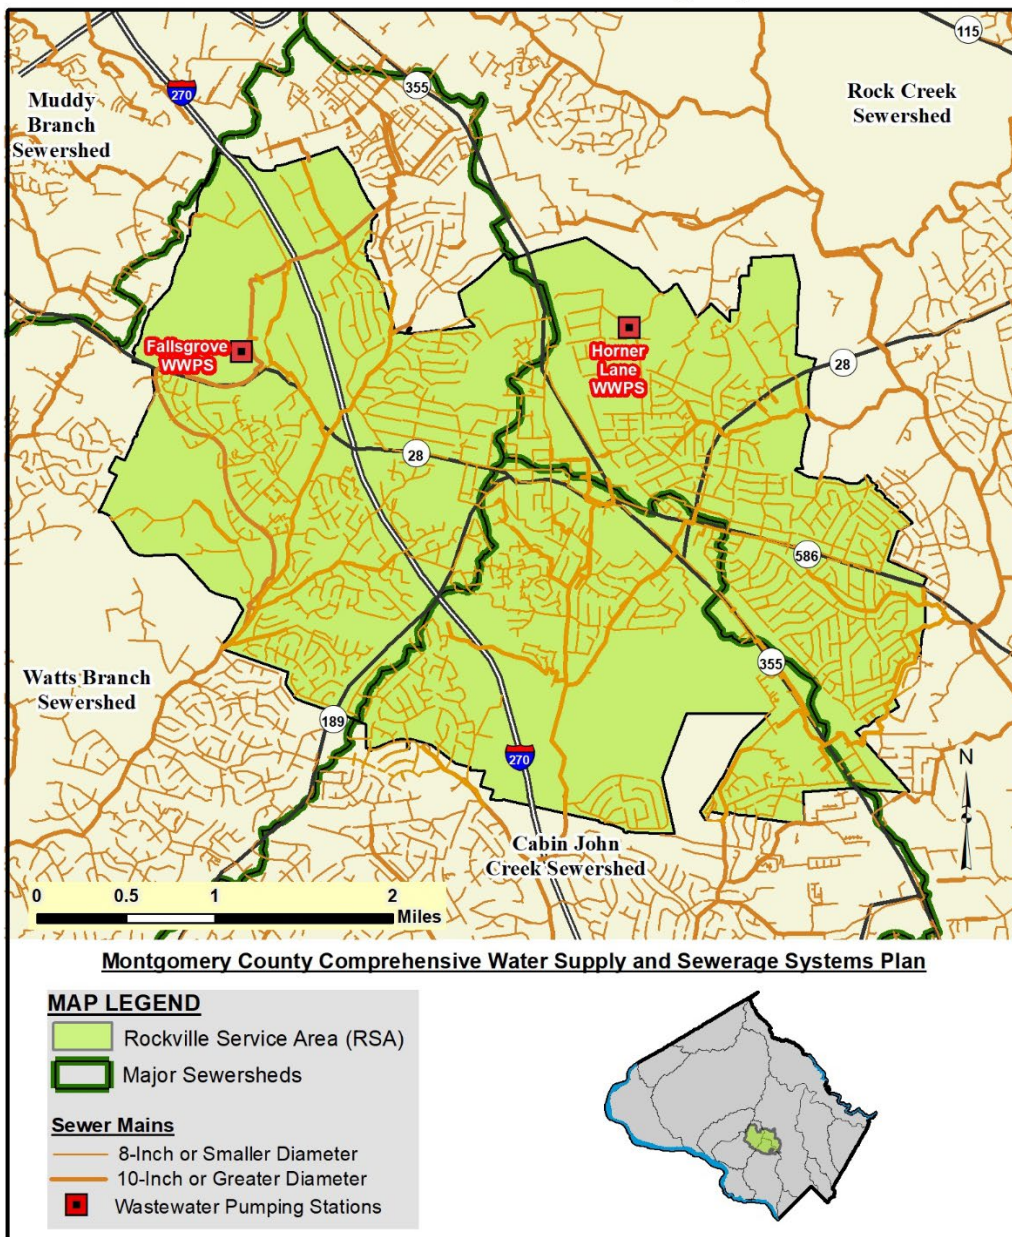 115
270
355
Muddy
Branch
Sewershed
Rock Creek
Sewershed
Fallsgrove
WWPS
Horner
Lane
WWPS
28
28
586
355
Watts Branch
Sewershed
189
270
N
Cabin John
Creek Sewershed
0 0.5 1 2
Miles
Montgomery County Comprehensive Water Supply and Sewerage Systems Plan
MAP LEGEND
Rockville Service Area (RSA)
Major Sewersheds
Sewer Mains
8-Inch or Smaller Diameter
10-Inch or Greater Diameter
Wastewater Pumping Stations